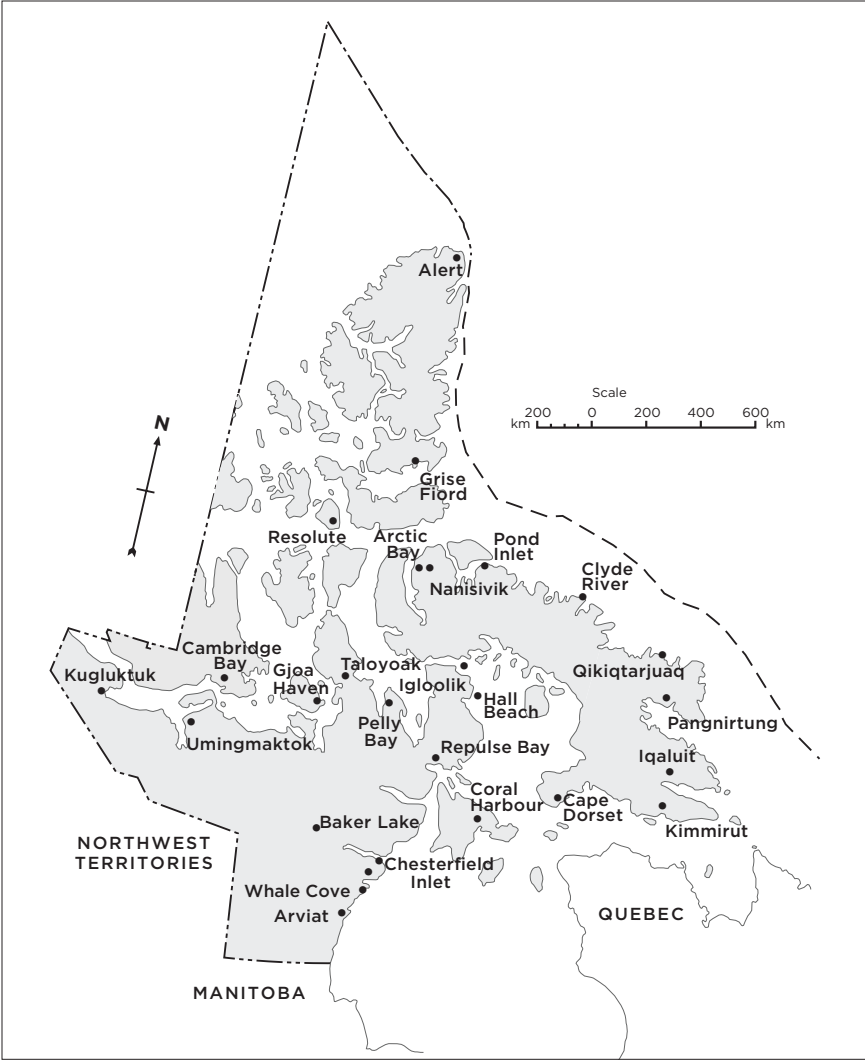 Alert
Scale
200 0 200 400 600
km km
N
Grise
Fiord
Resolute
Arctic
Bay
Pond
Inlet
Nanisivik
Clyde
River
Cambridge
Bay
Kugluktuk
Gjoa
Haven
Taloyoak
Igloolik
Qikiqtarjuaq
Hall
Beach
Pangnirtung
Umingmaktok
Pelly
Bay
Repulse Bay
Iqaluit
Coral
Harbour
Cape
Dorset
Kimmirut
Baker Lake
NORTHWEST
TERRITORIES
Chesterfield
Inlet
Whale Cove
Arviat
QUEBEC
MANITOBA